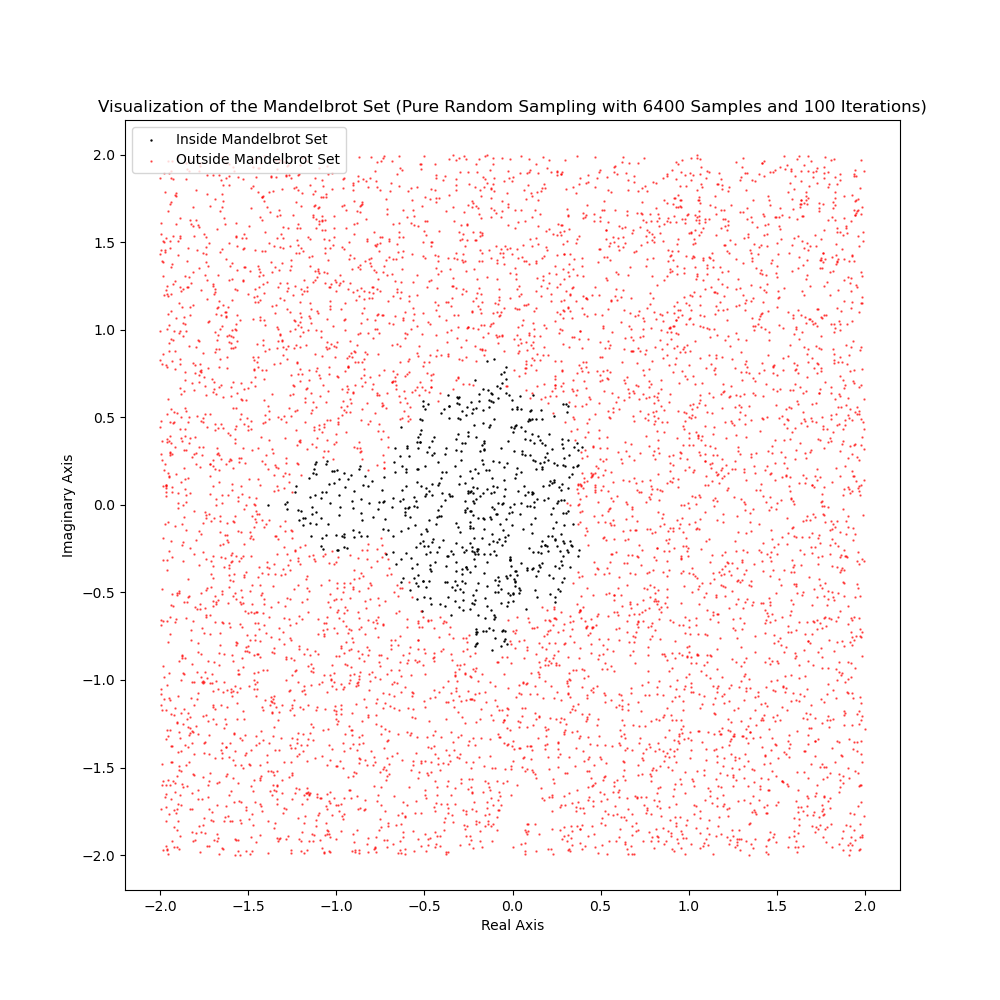 Visualization of the Mandelbrot Set (Pure Random Sampling with 6400 Samples and 100 Iterations)
Inside Mandelbrot Set
Outside Mandelbrot Set
2.0
1.5
1.0
0.5
0.0
−0.5
−1.0
−1.5
−2.0
Imaginary Axis
−2.0 −1.5 −1.0 −0.5 0.0 0.5 1.0 1.5 2.0
Real Axis